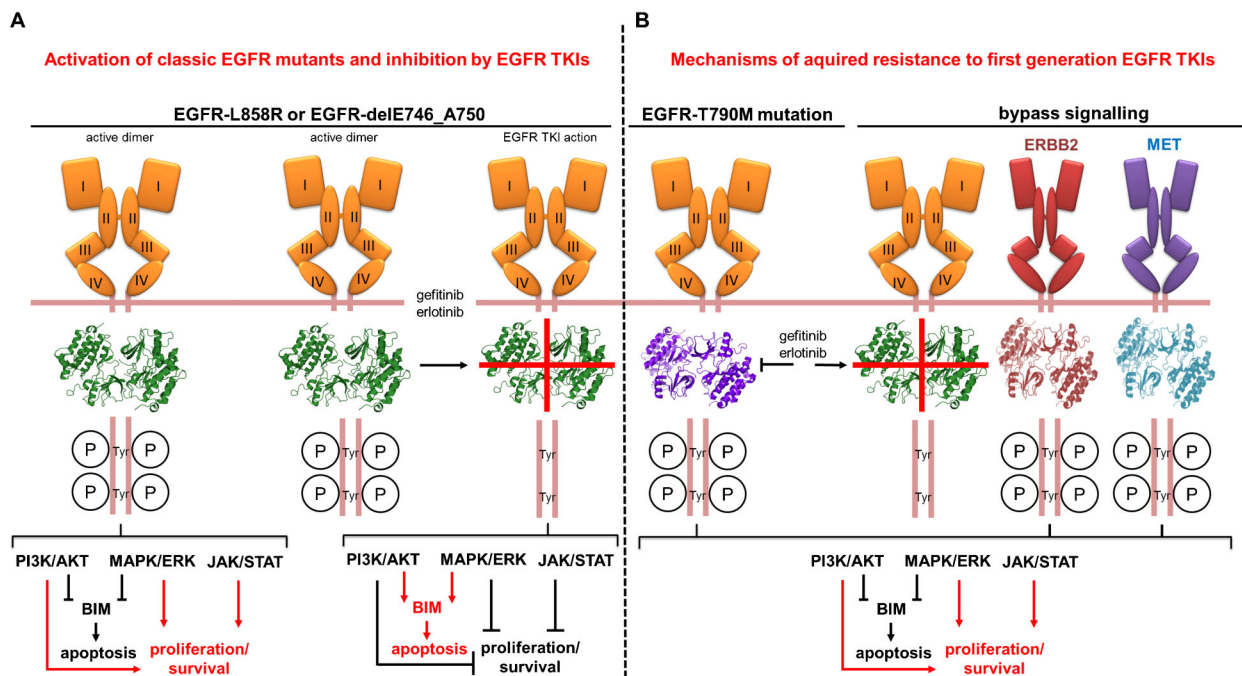 A
Activation of classic EGFR mutants and inhibition by EGFR TKIs
EGFR-L858R or EGFR-delE746_A750
active dimer
active dimer
EGFR TKI action
I I
II II
III III
IV IV
I I
II II
III III
IV IV
I I
II II
III III
IV IV
gefitinib
erlotinib
P Tyr P
P Tyr P
P Tyr P
P Tyr P
Tyr
Tyr
PI3K/AKT MAPK/ERK JAK/STAT
BIM
apoptosis
proliferation/
survival
PI3K/AKT MAPK/ERK JAK/STAT
BIM
apoptosis
proliferation/
survival
B
Mechanisms of aquired resistance to first generation EGFR TKIs
EGFR-T790M mutation
bypass signalling
ERBB2
MET
I I
II II
III III
IV IV
I I
II II
III III
IV IV
gefitinib
erlotinib
P Tyr P
P Tyr P
Tyr
Tyr
P Tyr P
P Tyr P
P Tyr P
P Tyr P
PI3K/AKT MAPK/ERK JAK/STAT
BIM
apoptosis
proliferation/
survival